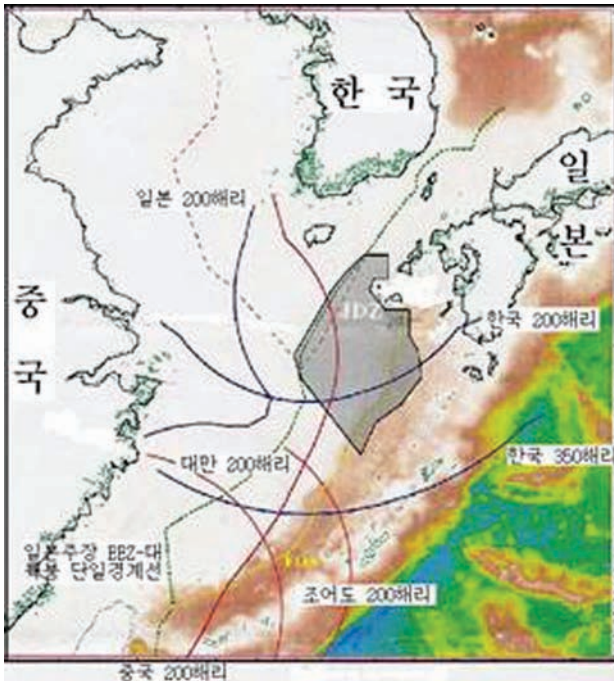 한 국
일본 200해리
일
본
중
국
JDZ
한국 200해리
대만 200해리
한국 350해리
일본주장 EEZ-대
륙붕 단일경계선
조어도 200해리
중국 200해리